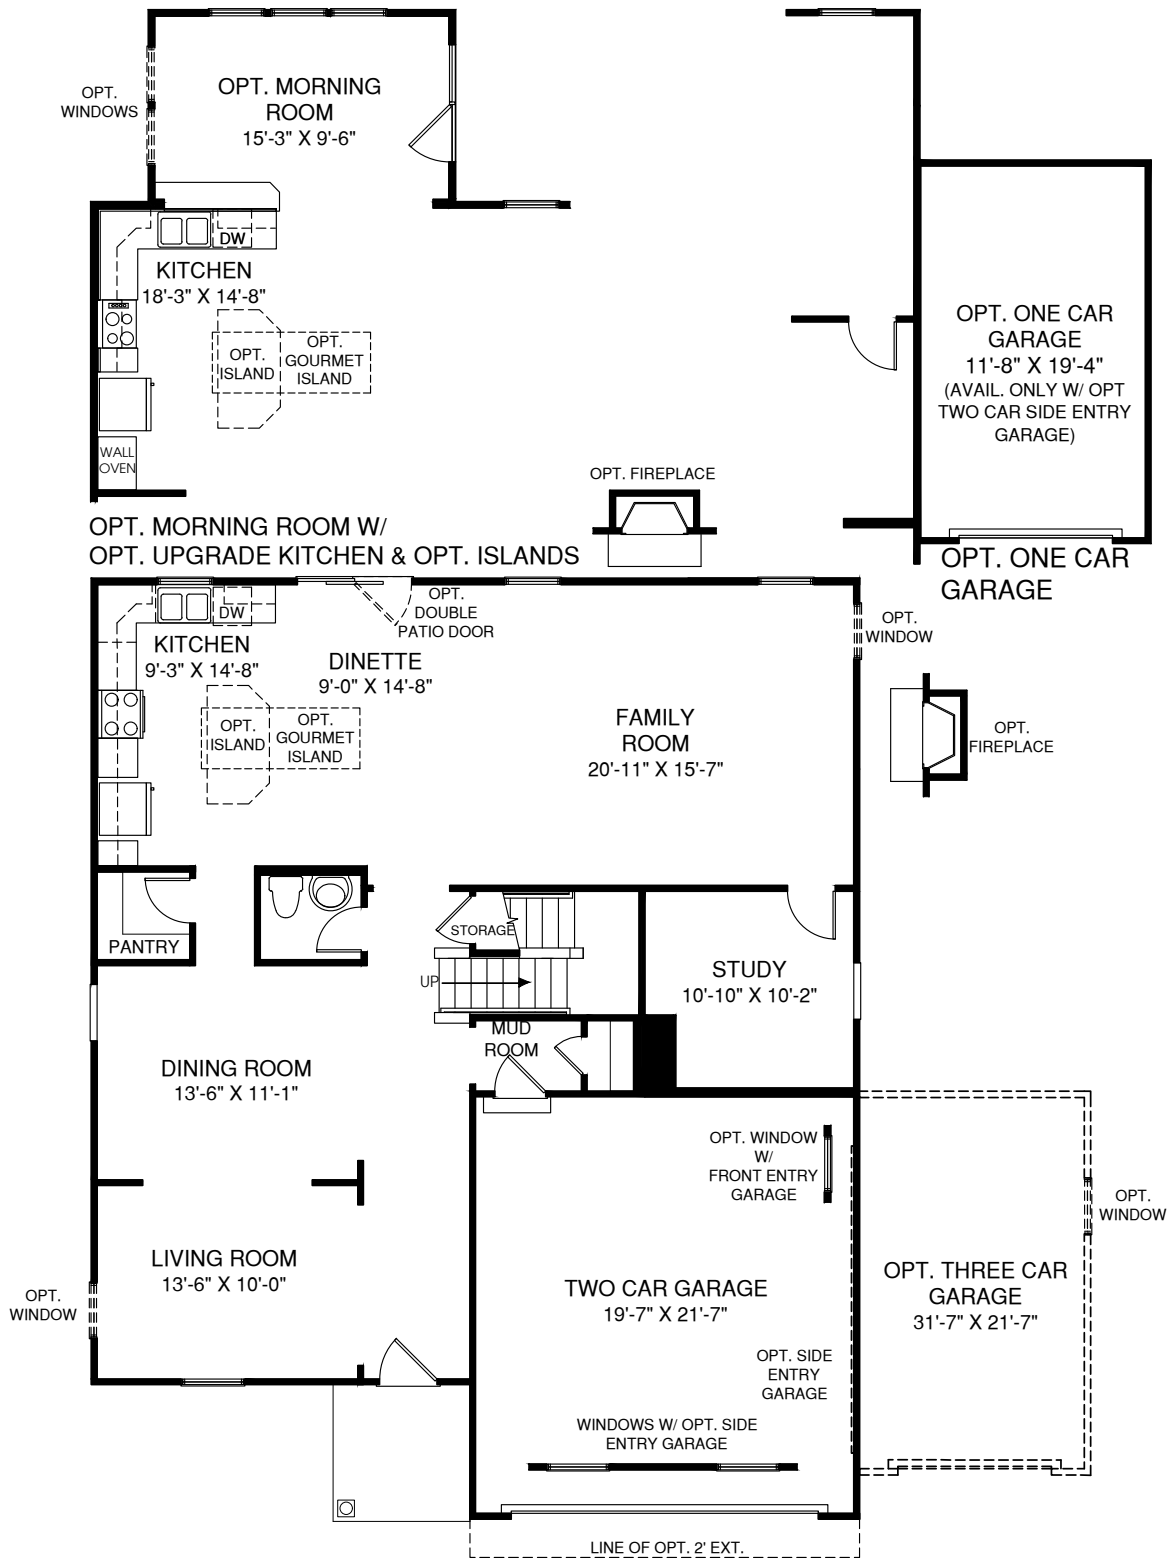 OPT. MORNING
ROOM
15'-3" X 9'-6"
OPT.
WINDOWS
DW
KITCHEN
18'-3" X 14'-8"
OPT.
ISLAND
OPT.
GOURMET
ISLAND
WALL
OVEN
OPT. ONE CAR
GARAGE
11'-8" X 19'-4"
(AVAIL. ONLY W/ OPT
TWO CAR SIDE ENTRY
GARAGE)
OPT. FIREPLACE
OPT. MORNING ROOM W/
OPT. UPGRADE KITCHEN & OPT. ISLANDS
OPT. ONE CAR
GARAGE
DW
OPT.
DOUBLE
PATIO DOOR
KITCHEN
9'-3" X 14'-8"
DINETTE
9'-0" X 14'-8"
OPT.
WINDOW
OPT.
ISLAND
OPT.
GOURMET
ISLAND
FAMILY
ROOM
20'-11" X 15'-7"
OPT.
FIREPLACE
PANTRY
STORAGE
UP
STUDY
10'-10" X 10'-2"
MUD
ROOM
DINING ROOM
13'-6" X 11'-1"
OPT. WINDOW
W/
FRONT ENTRY
GARAGE
OPT.
WINDOW
LIVING ROOM
13'-6" X 10'-0"
OPT.
WINDOW
TWO CAR GARAGE
19'-7" X 21'-7"
OPT. THREE CAR
GARAGE
31'-7" X 21'-7"
OPT. SIDE
ENTRY
GARAGE
WINDOWS W/ OPT. SIDE
ENTRY GARAGE
LINE OF OPT. 2' EXT.